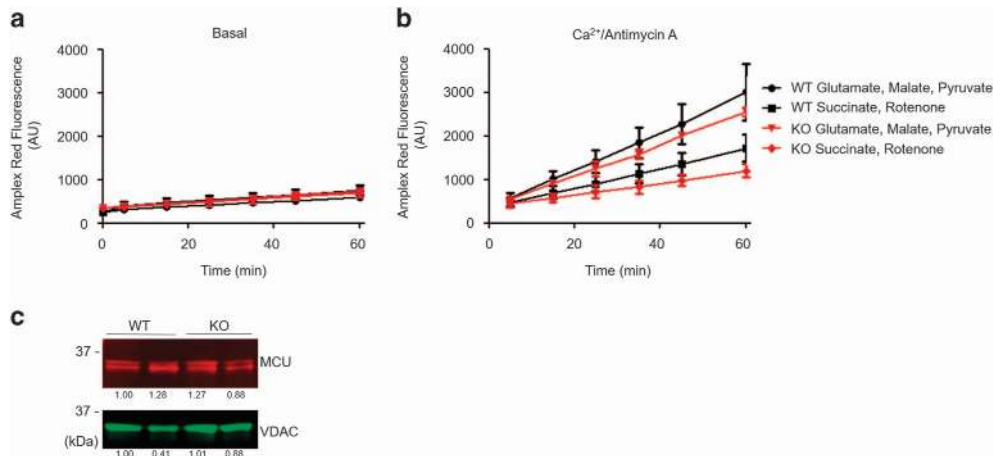 a
Basal
Amplex Red Fluorescence
(AU)
4000
3000
2000
1000
0
0 20 40 60
Time (min)
b
Ca²⁺/Antimycin A
Amplex Red Fluorescence
(AU)
4000
3000
2000
1000
0
0 20 40 60
Time (min)
WT Glutamate, Malate, Pyruvate
WT Succinate, Rotenone
KO Glutamate, Malate, Pyruvate
KO Succinate, Rotenone
c
WT KO
37 -
MCU
1.00 1.28 1.27 0.88
37 -
(kDa)
VDAC
1.00 0.41 1.01 0.88